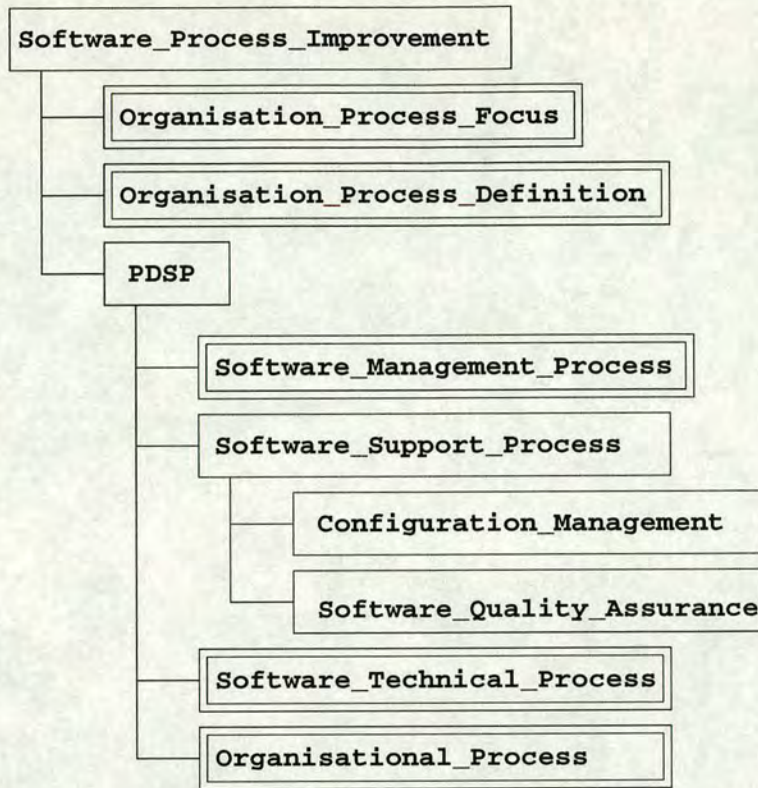 Software_Process_Improvement
Organisation_Process_Focus
Organisation_Process_Definition
PDSP
Software_Management_Process
Software_Support_Process
Configuration_Management
Software_Quality_Assurance
Software_Technical_Process
Organisational_Process